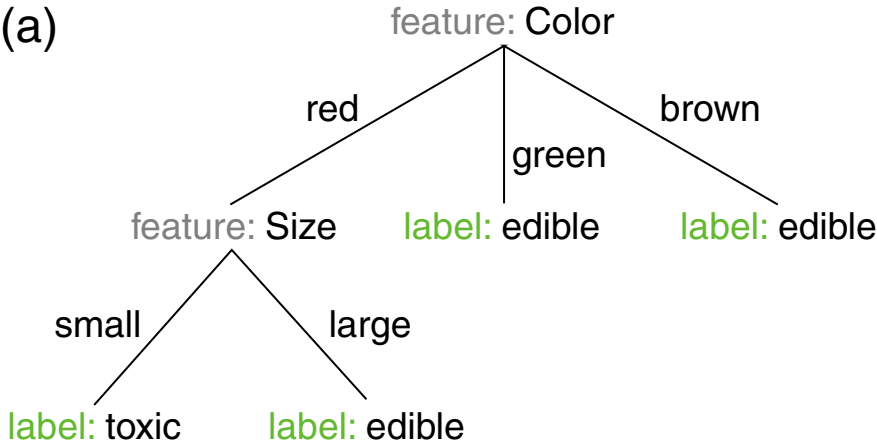 (a)
feature: Color
red
brown
green
feature: Size
label: edible
label: edible
small
large
label: toxic
label: edible